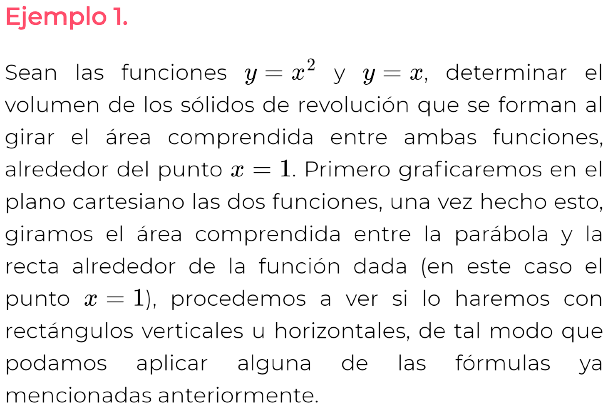 Ejemplo 1.
Sean las funciones y = x² y y = x, determinar el
volumen de los sólidos de revolución que se forman al
girar el área comprendida entre ambas funciones,
alrededor del punto x = 1. Primero graficaremos en el
plano cartesiano las dos funciones, una vez hecho esto,
giramos el área comprendida entre la parábola y la
recta alrededor de la función dada (en este caso el
punto x = 1), procedemos a ver si lo haremos con
rectángulos verticales u horizontales, de tal modo que
podamos aplicar alguna de las fórmulas ya
mencionadas anteriormente.